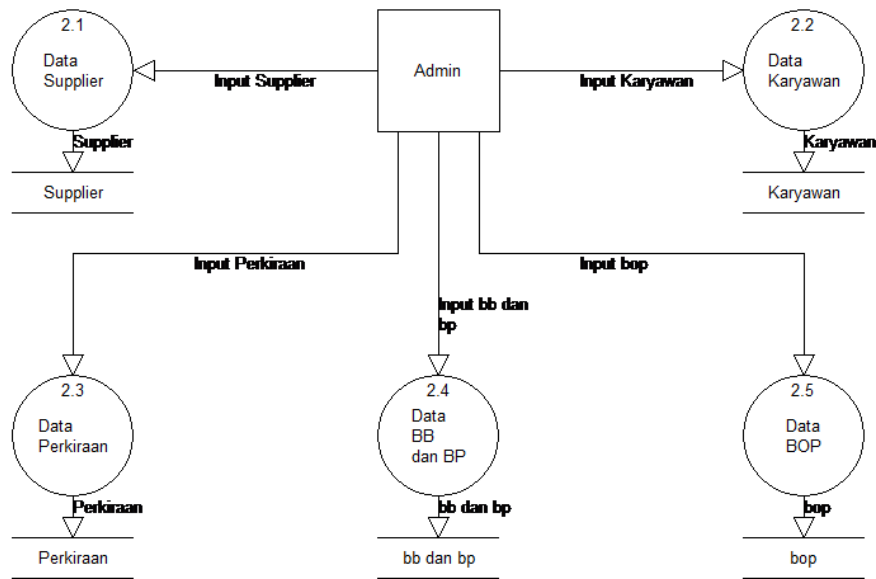 2.1
Data
Supplier
Input Supplier
Admin
Input Karyawan
2.2
Data
Karyawan
Supplier
Karyawan
Supplier
Karyawan
Input Perkiraan
Input bop
Input bb dan
bp
2.3
Data
Perkiraan
2.4
Data
BB
dan BP
2.5
Data
BOP
Perkiraan
bb dan bp
bop
Perkiraan
bb dan bp
bop